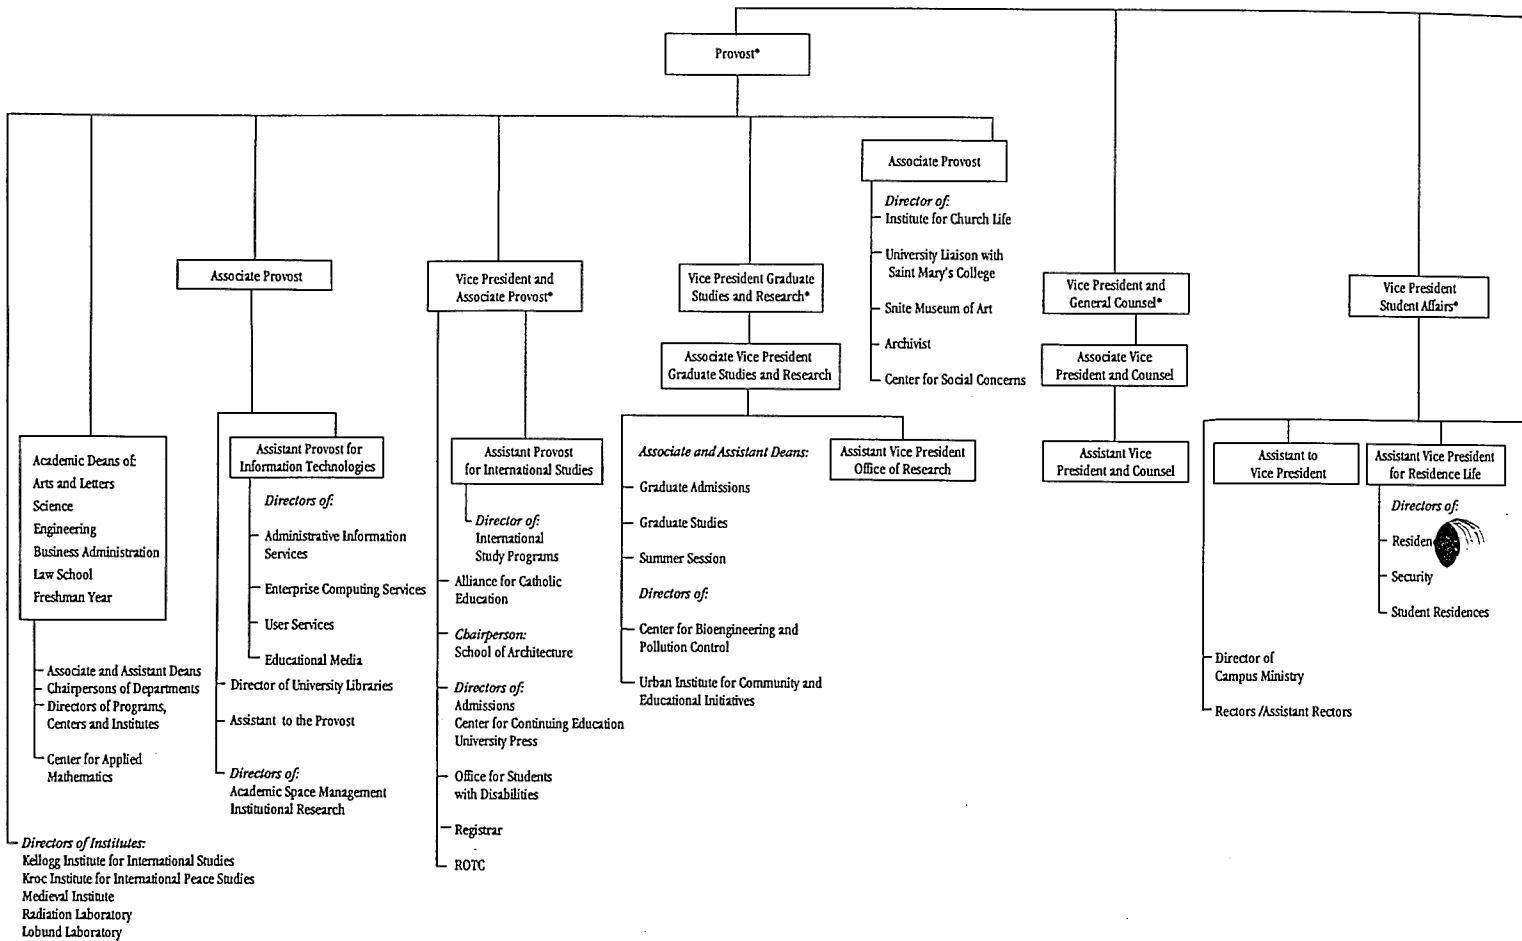 Provost*
Associate Provost
Director of:
Institute for Church Life
University Liaison with
Saint Mary's College
Snite Museum of Art
Archivist
Center for Social Concerns
Associate Provost
Vice President and
Associate Provost*
Vice President Graduate
Studies and Research*
Vice President and
General Counsel*
Vice President
Student Affairs*
Associate Vice President
Graduate Studies and Research
Associate Vice
President and Counsel
Academic Deans of:
Arts and Letters
Science
Engineering
Business Administration
Law School
Freshman Year
Associate and Assistant Deans
Chairpersons of Departments
Directors of Programs,
Centers and Institutes
Center for Applied
Mathematics
Assistant Provost for
Information Technologies
Directors of:
Administrative Information
Services
Enterprise Computing Services
User Services
Educational Media
Director of University Libraries
Assistant to the Provost
Directors of:
Academic Space Management
Institutional Research
Assistant Provost
for International Studies
Director of:
International
Study Programs
Alliance for Catholic
Education
Chairperson:
School of Architecture
Directors of:
Admissions
Center for Continuing Education
University Press
Office for Students
with Disabilities
Registrar
ROTC
Associate and Assistant Deans:
Graduate Admissions
Graduate Studies
Summer Session
Directors of:
Center for Bioengineering and
Pollution Control
Urban Institute for Community and
Educational Initiatives
Assistant Vice President
Office of Research
Assistant Vice
President and Counsel
Assistant to
Vice President
Assistant Vice President
for Residence Life
Directors of:
Security
Student Residences
Director of
Campus Ministry
Rectors /Assistant Rectors
Directors of Institutes:
Kellogg Institute for International Studies
Kroc Institute for International Peace Studies
Medieval Institute
Radiation Laboratory
Lobund Laboratory